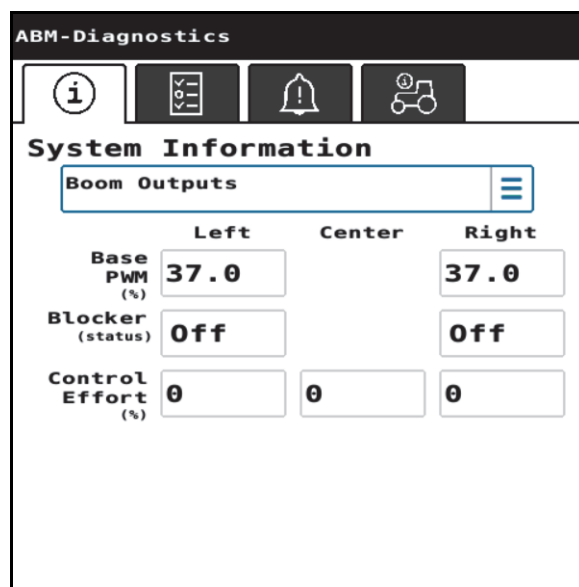 ABM-Diagnostics
System Information
Boom Outputs
Left Center Right
Base PWM (%) 37.0 37.0
Blocker (status) Off Off
Control Effort (%) 0 0 0